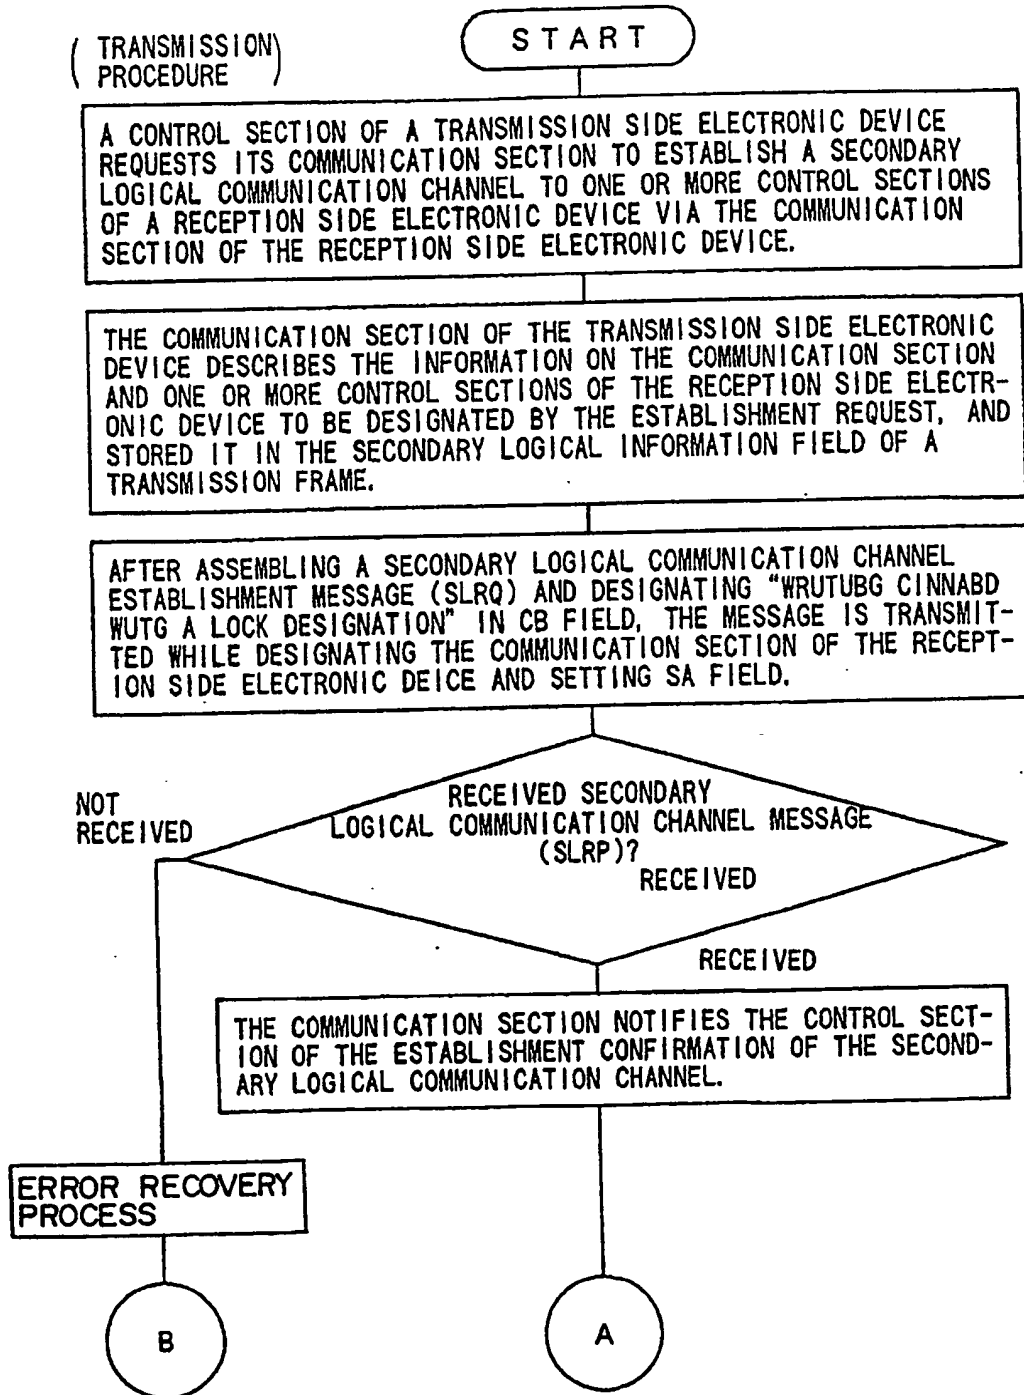 ( TRANSMISSION
PROCEDURE )
START
A CONTROL SECTION OF A TRANSMISSION SIDE ELECTRONIC DEVICE
REQUESTS ITS COMMUNICATION SECTION TO ESTABLISH A SECONDARY
LOGICAL COMMUNICATION CHANNEL TO ONE OR MORE CONTROL SECTIONS
OF A RECEPTION SIDE ELECTRONIC DEVICE VIA THE COMMUNICATION
SECTION OF THE RECEPTION SIDE ELECTRONIC DEVICE.
THE COMMUNICATION SECTION OF THE TRANSMISSION SIDE ELECTRONIC
DEVICE DESCRIBES THE INFORMATION ON THE COMMUNICATION SECTION
AND ONE OR MORE CONTROL SECTIONS OF THE RECEPTION SIDE ELECTR-
ONIC DEVICE TO BE DESIGNATED BY THE ESTABLISHMENT REQUEST, AND
STORED IT IN THE SECONDARY LOGICAL INFORMATION FIELD OF A
TRANSMISSION FRAME.
AFTER ASSEMBLING A SECONDARY LOGICAL COMMUNICATION CHANNEL
ESTABLISHMENT MESSAGE (SLRQ) AND DESIGNATING "WRUTUBG CINNABD
WUTG A LOCK DESIGNATION" IN CB FIELD, THE MESSAGE IS TRANSMIT-
TED WHILE DESIGNATING THE COMMUNICATION SECTION OF THE RECEPT-
ION SIDE ELECTRONIC DEICE AND SETTING SA FIELD.
NOT
RECEIVED
RECEIVED SECONDARY
LOGICAL COMMUNICATION CHANNEL MESSAGE
(SLRP)?
RECEIVED
RECEIVED
THE COMMUNICATION SECTION NOTIFIES THE CONTROL SECT-
ION OF THE ESTABLISHMENT CONFIRMATION OF THE SECOND-
ARY LOGICAL COMMUNICATION CHANNEL.
ERROR RECOVERY
PROCESS
B
A